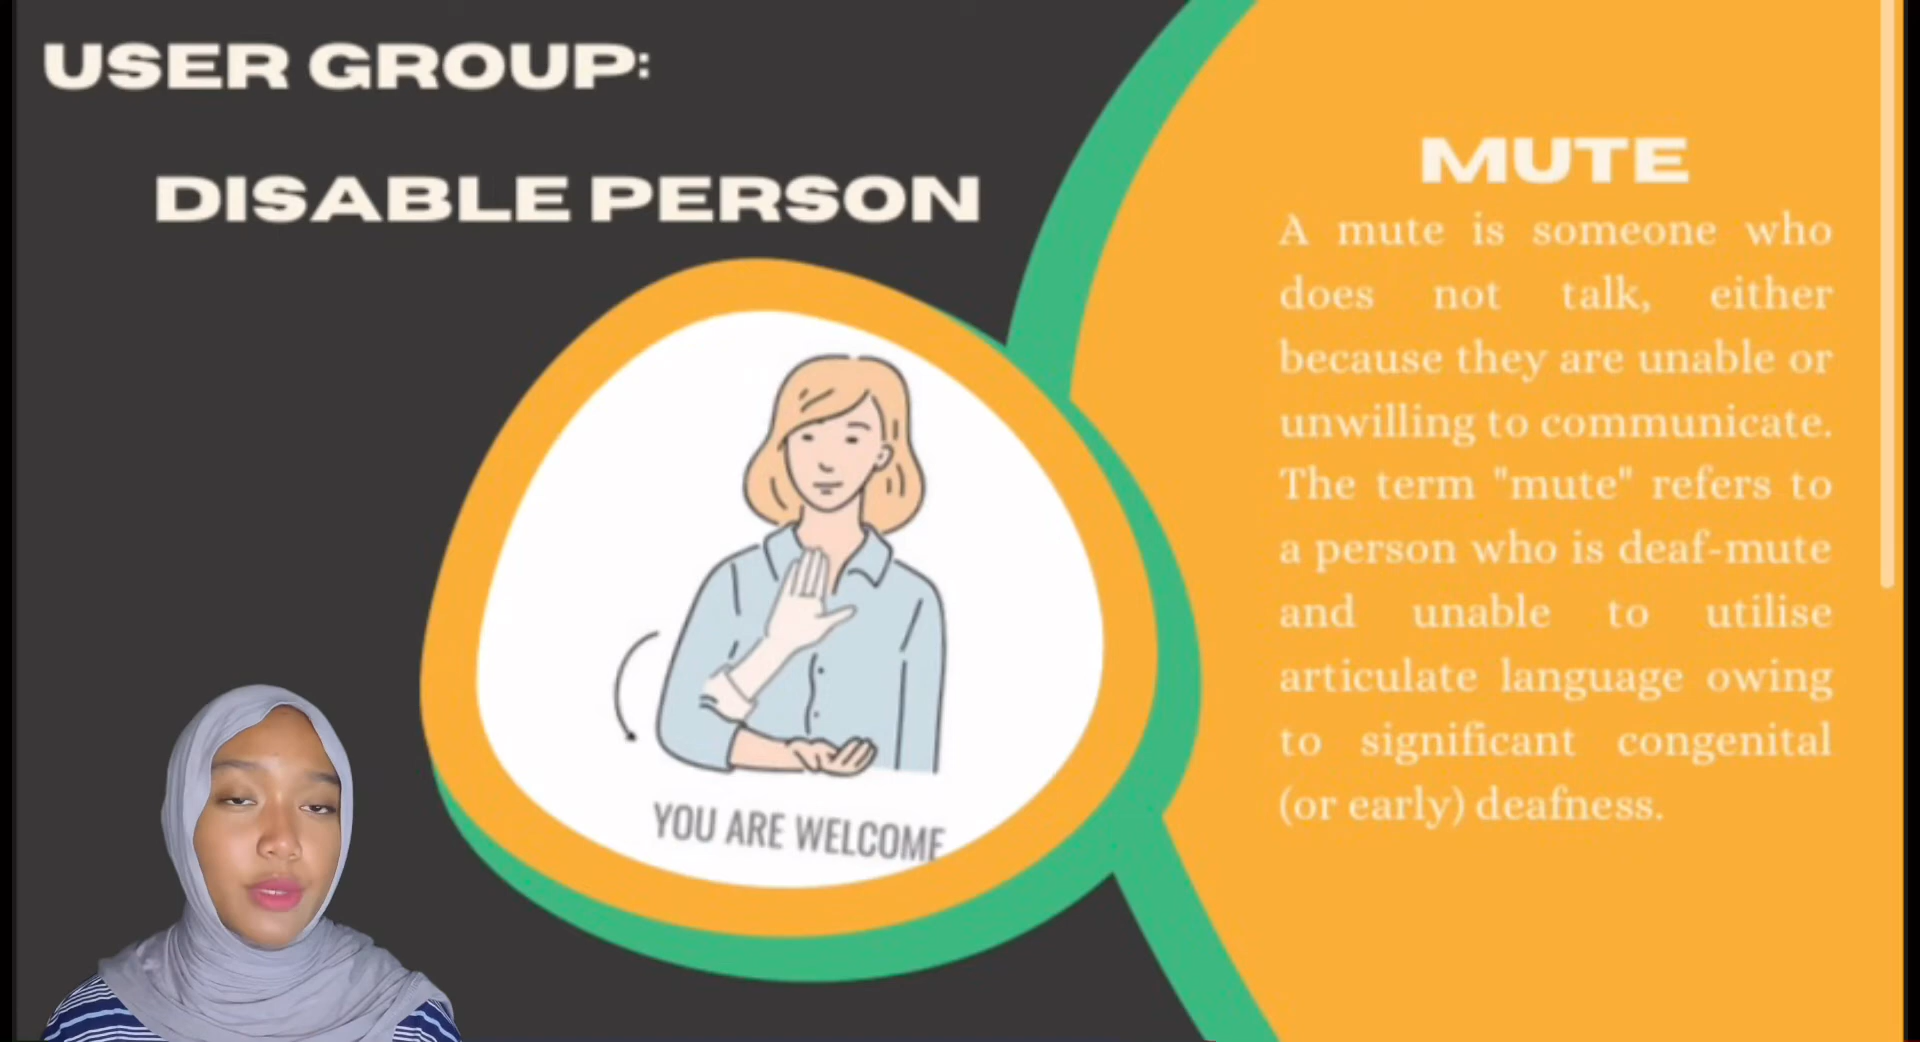 USER GROUP:
DISABLE PERSON
MUTE
A mute is someone who
does not talk, either
because they are unable or
unwilling to communicate.
The term "mute" refers to
a person who is deaf-mute
and unable to utilise
articulate language owing
to significant congenital
(or early) deafness.
YOU ARE WELCOME